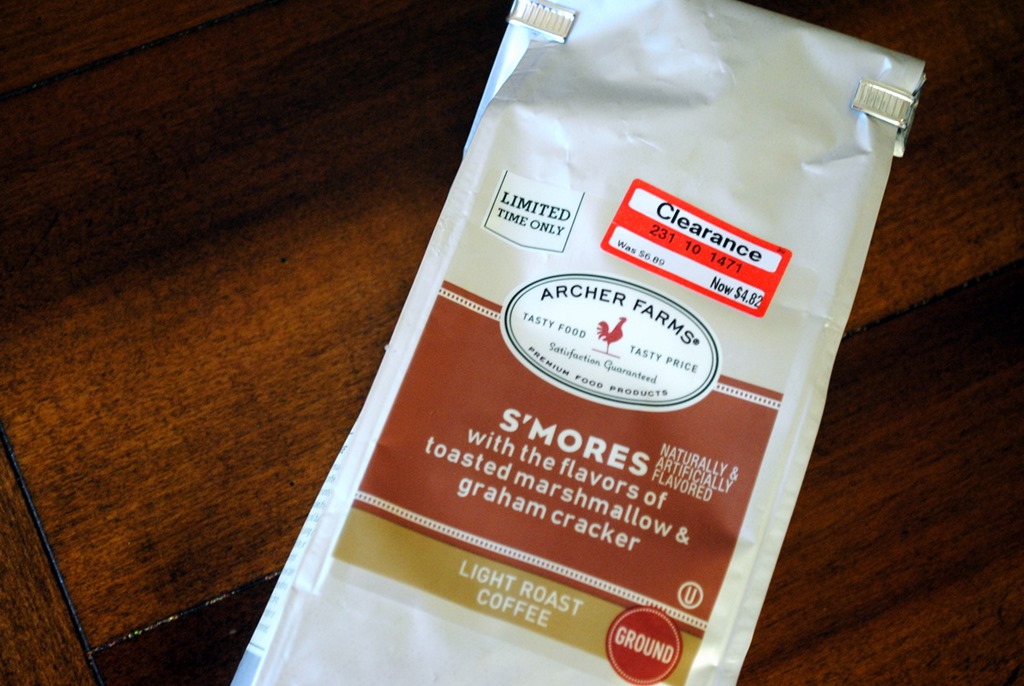 LIMITED
TIME ONLY
Clearance
231 10 1471
Was $6.89
Now $4.82
ARCHER FARMS®
TASTY FOOD TASTY PRICE
Satisfaction Guaranteed
PREMIUM FOOD PRODUCTS
S'MORES
NATURALLY &
ARTIFICIALLY
FLAVORED
with the flavors of
toasted marshmallow &
graham cracker
U
LIGHT ROAST
COFFEE
GROUND